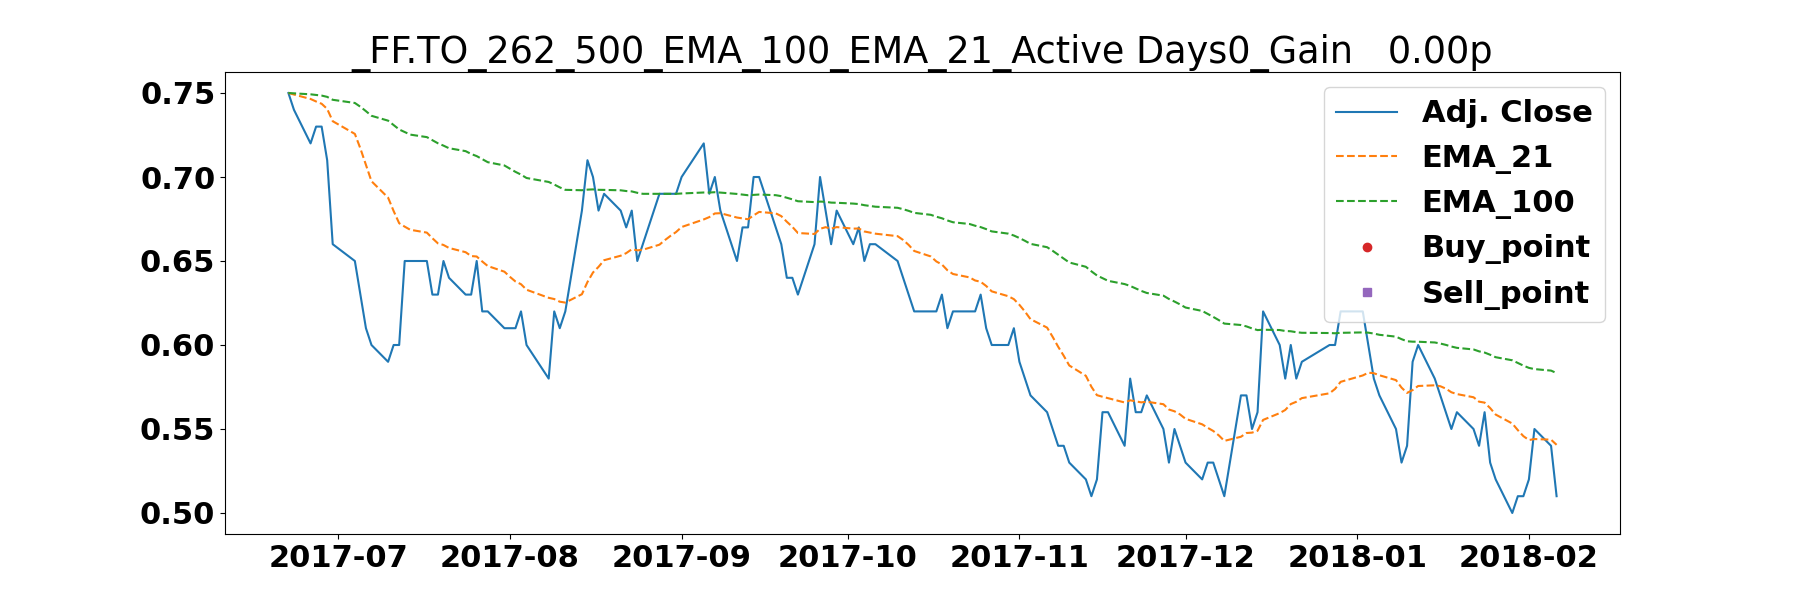 _FF.TO_262_500_EMA_100_EMA_21_Active Days0_Gain   0.00p
0.75
0.70
0.65
0.60
0.55
0.50
Adj. Close
EMA_21
EMA_100
Buy_point
Sell_point
2017-07 2017-08 2017-09 2017-10 2017-11 2017-12 2018-01 2018-02